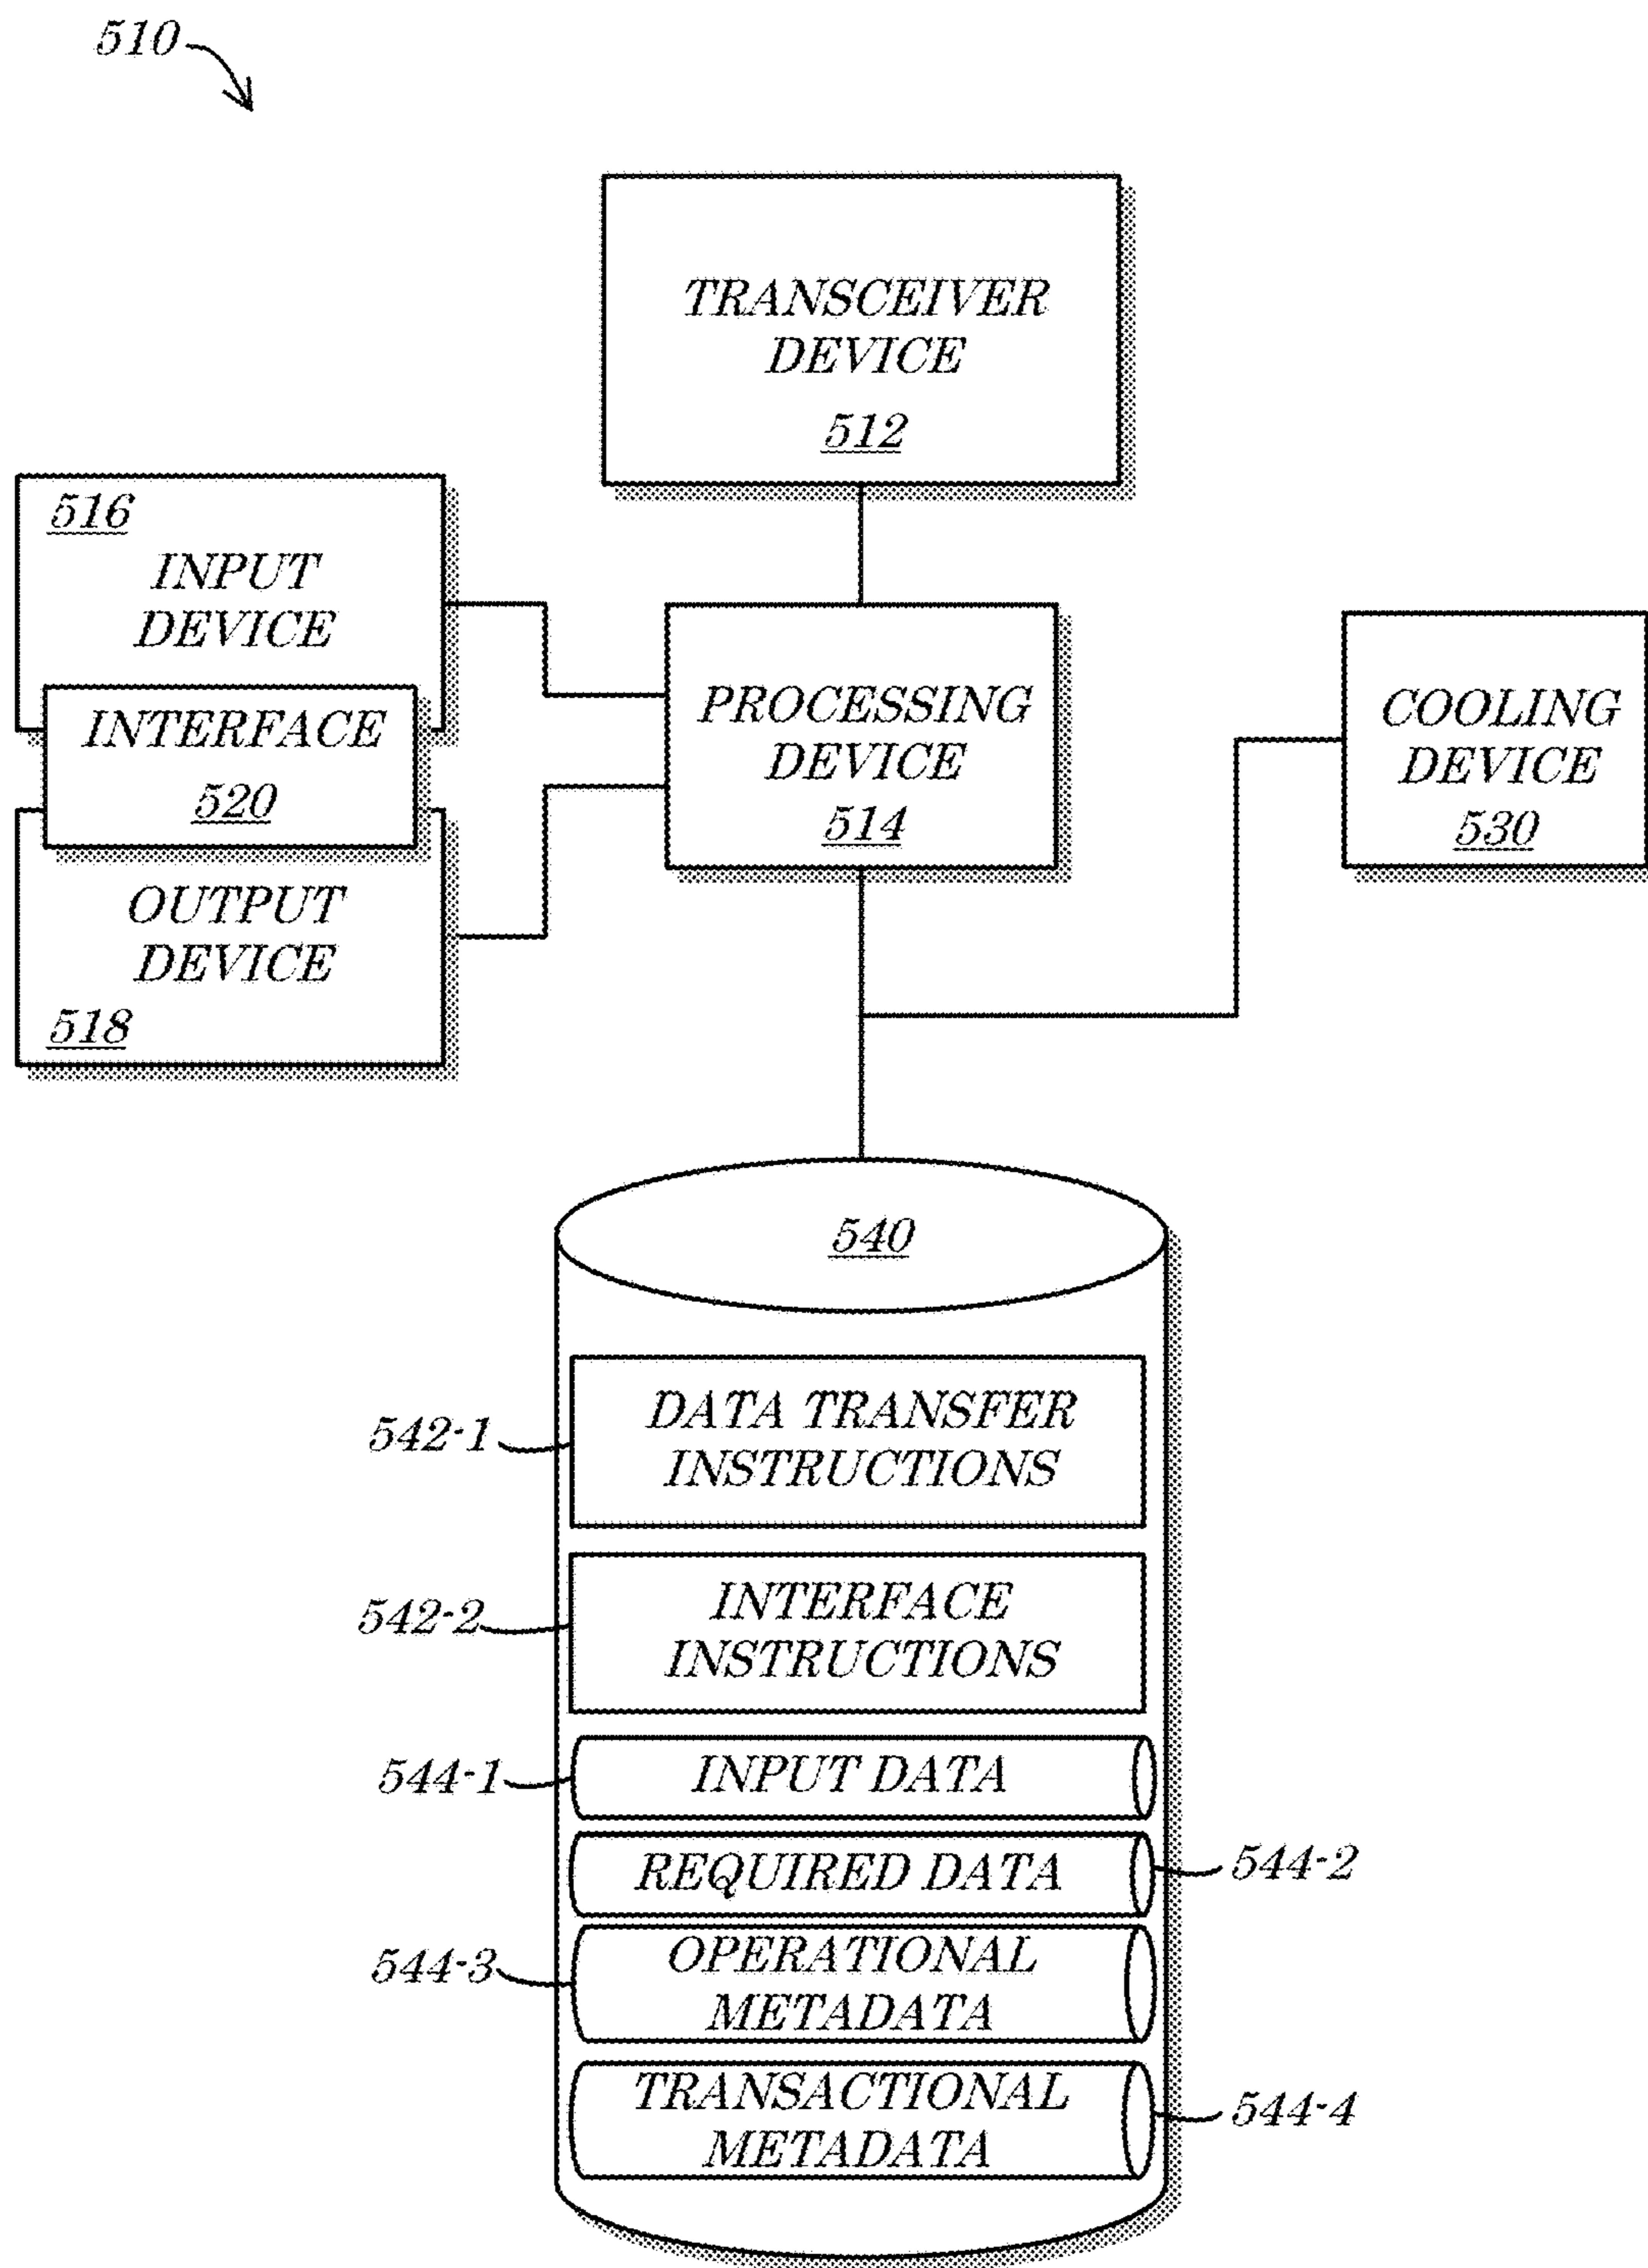 510
TRANSCEIVER
DEVICE
512
516
INPUT
DEVICE
INTERFACE
520
OUTPUT
DEVICE
518
PROCESSING
DEVICE
514
COOLING
DEVICE
530
540
542-1
DATA TRANSFER
INSTRUCTIONS
542-2
INTERFACE
INSTRUCTIONS
544-1
INPUT DATA
REQUIRED DATA
544-2
544-3
OPERATIONAL
METADATA
TRANSACTIONAL
METADATA
544-4